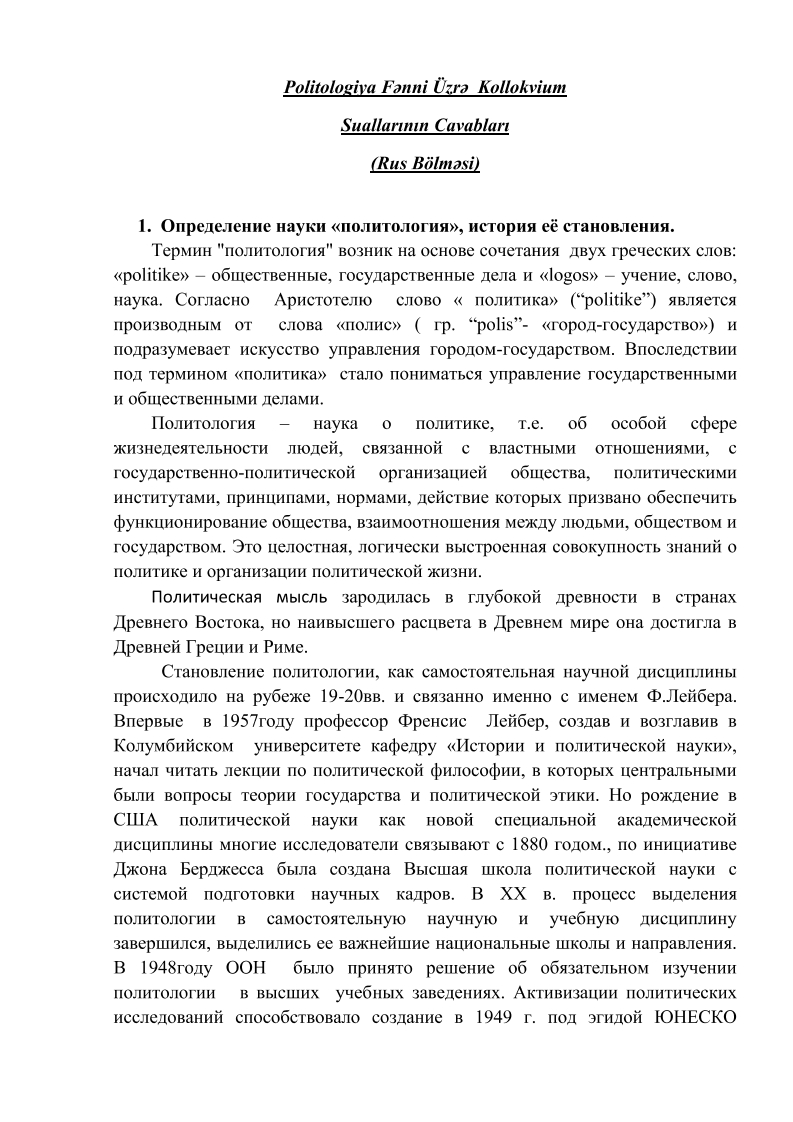 Politologiya Fənni Üzrə Kollokvium
Suallarının Cavabları
(Rus Bölməsi)
1. Определение науки «политология», история её становления.
Термин "политология" возник на основе сочетания двух греческих слов:
«politike» – общественные, государственные дела и «logos» – учение, слово,
наука. Согласно Аристотелю слово « политика» (“politike”) является
производным от слова «полис» ( гр. “polis”- «город-государство») и
подразумевает искусство управления городом-государством. Впоследствии
под термином «политика» стало пониматься управление государственными
и общественными делами.
Политология – наука о политике, т.е. об особой сфере
жизнедеятельности людей, связанной с властными отношениями, с
государственно-политической организацией общества, политическими
институтами, принципами, нормами, действие которых призвано обеспечить
функционирование общества, взаимоотношения между людьми, обществом и
государством. Это целостная, логически выстроенная совокупность знаний о
политике и организации политической жизни.
Политическая мысль зародилась в глубокой древности в странах
Древнего Востока, но наивысшего расцвета в Древнем мире она достигла в
Древней Греции и Риме.
Становление политологии, как самостоятельная научной дисциплины
происходило на рубеже 19-20вв. и связанно именно с именем Ф.Лейбера.
Впервые в 1957году профессор Френсис Лейбер, создав и возглавив в
Колумбийском университете кафедру «Истории и политической науки»,
начал читать лекции по политической философии, в которых центральными
были вопросы теории государства и политической этики. Но рождение в
США политической науки как новой специальной академической
дисциплины многие исследователи связывают с 1880 годом., по инициативе
Джона Берджесса была создана Высшая школа политической науки с
системой подготовки научных кадров. В XX в. процесс выделения
политологии в самостоятельную научную и учебную дисциплину
завершился, выделились ее важнейшие национальные школы и направления.
В 1948году ООН было принято решение об обязательном изучении
политологии в высших учебных заведениях. Активизации политических
исследований способствовало создание в 1949 г. под эгидой ЮНЕСКО